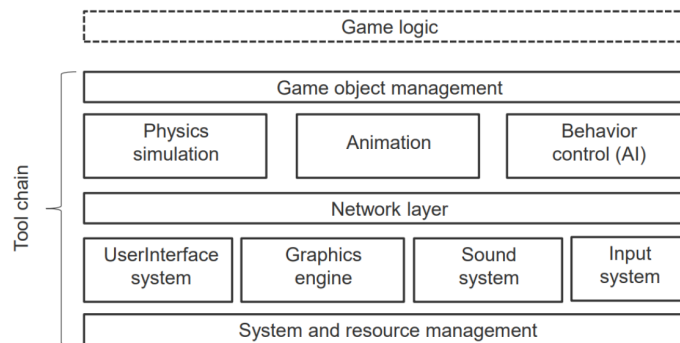 Game logic
Tool chain
Game object management
Physics
simulation
Animation
Behavior
control (AI)
Network layer
UserInterface
system
Graphics
engine
Sound
system
Input
system
System and resource management